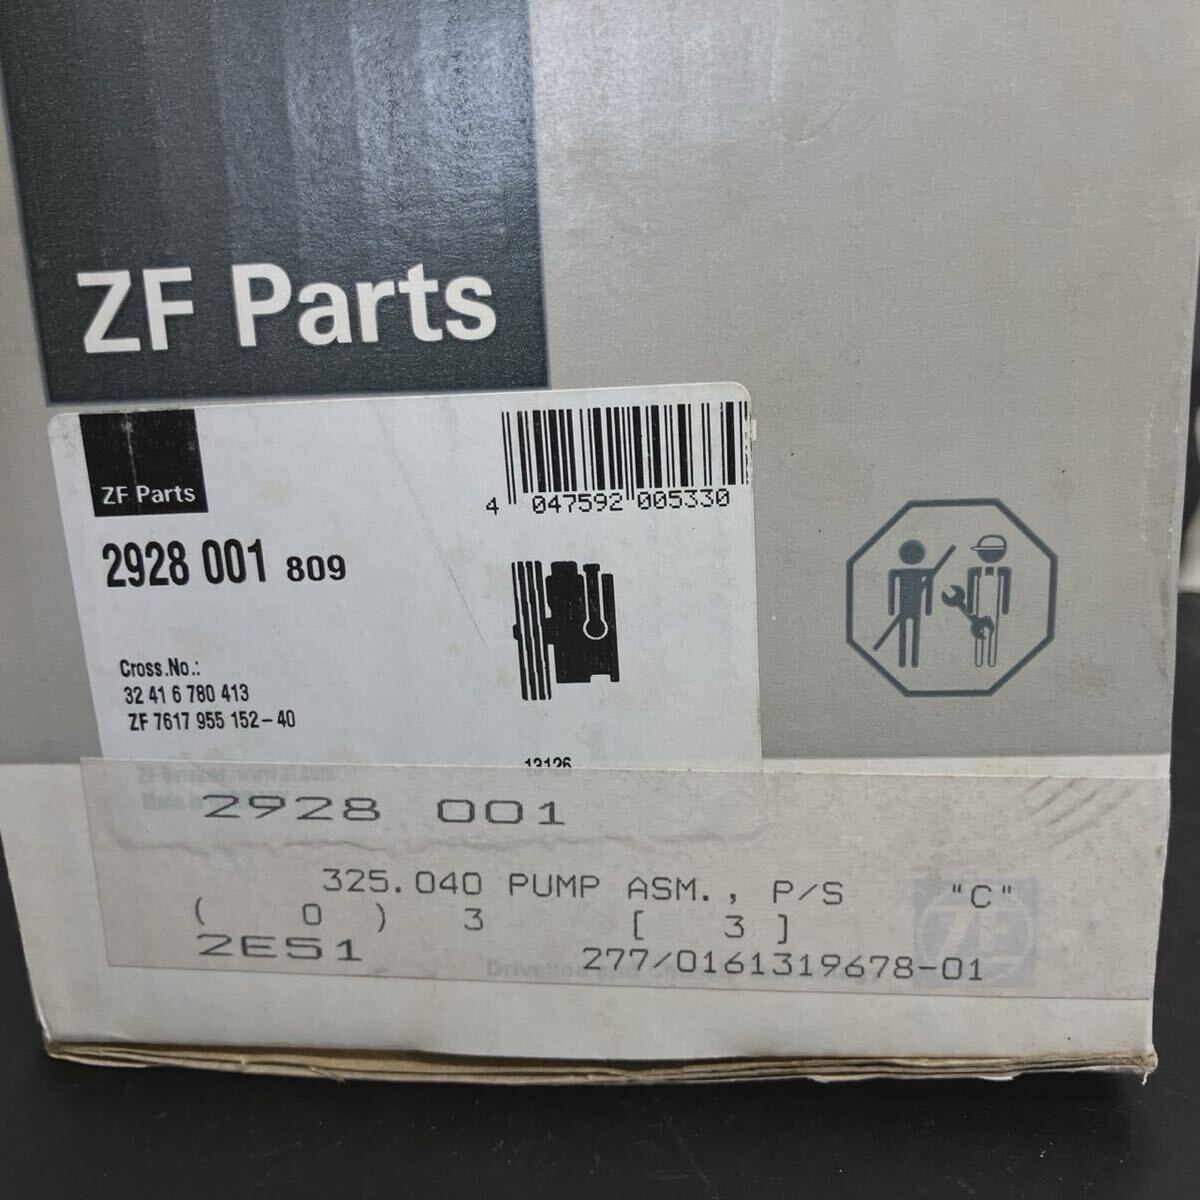 ZF Parts
ZF Parts
4 047592 005330
2928 001 809
Cross.No.:
32 41 6 780 413
ZF 7617 955 152-40
13126
2928 001
325.040 PUMP ASM., P/S "C"
( 0 ) 3 [ 3 ]
2E51 277/0161319678-01
ZF